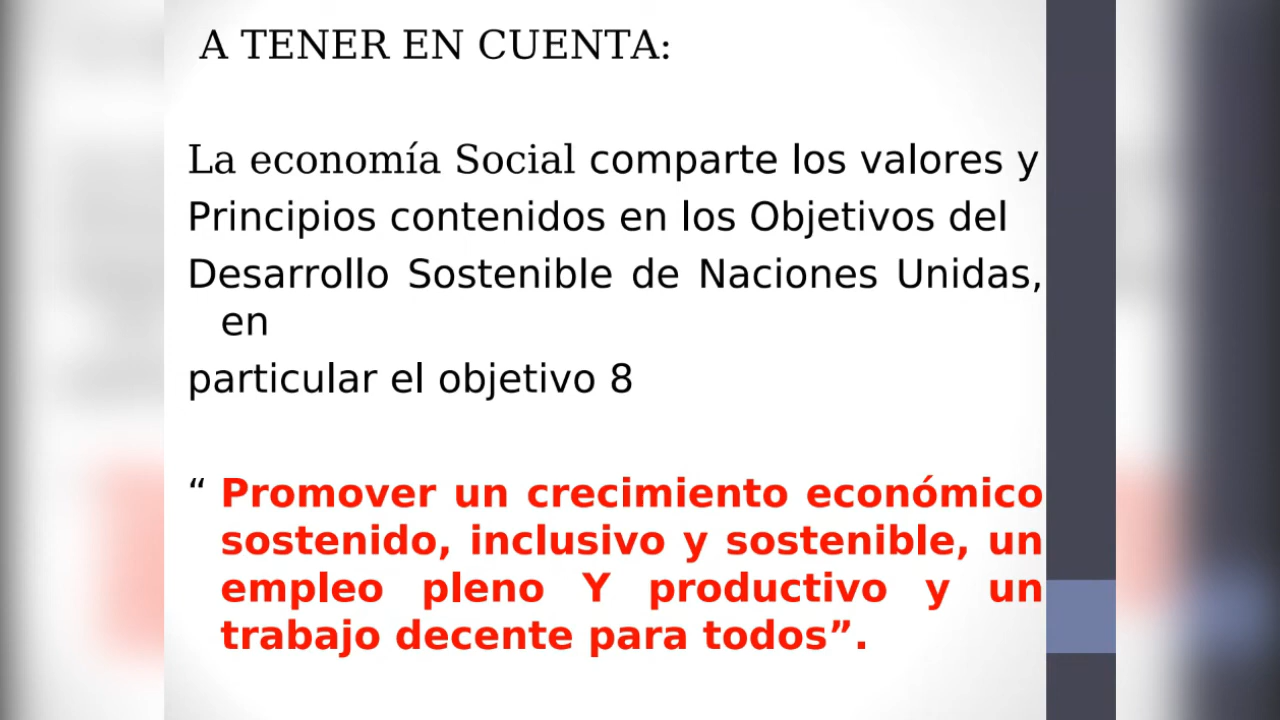 A TENER EN CUENTA:
La economía Social comparte los valores y
Principios contenidos en los Objetivos del
Desarrollo Sostenible de Naciones Unidas,
en
particular el objetivo 8
“ Promover un crecimiento económico
sostenido, inclusivo y sostenible, un
empleo pleno Y productivo y un
trabajo decente para todos”.